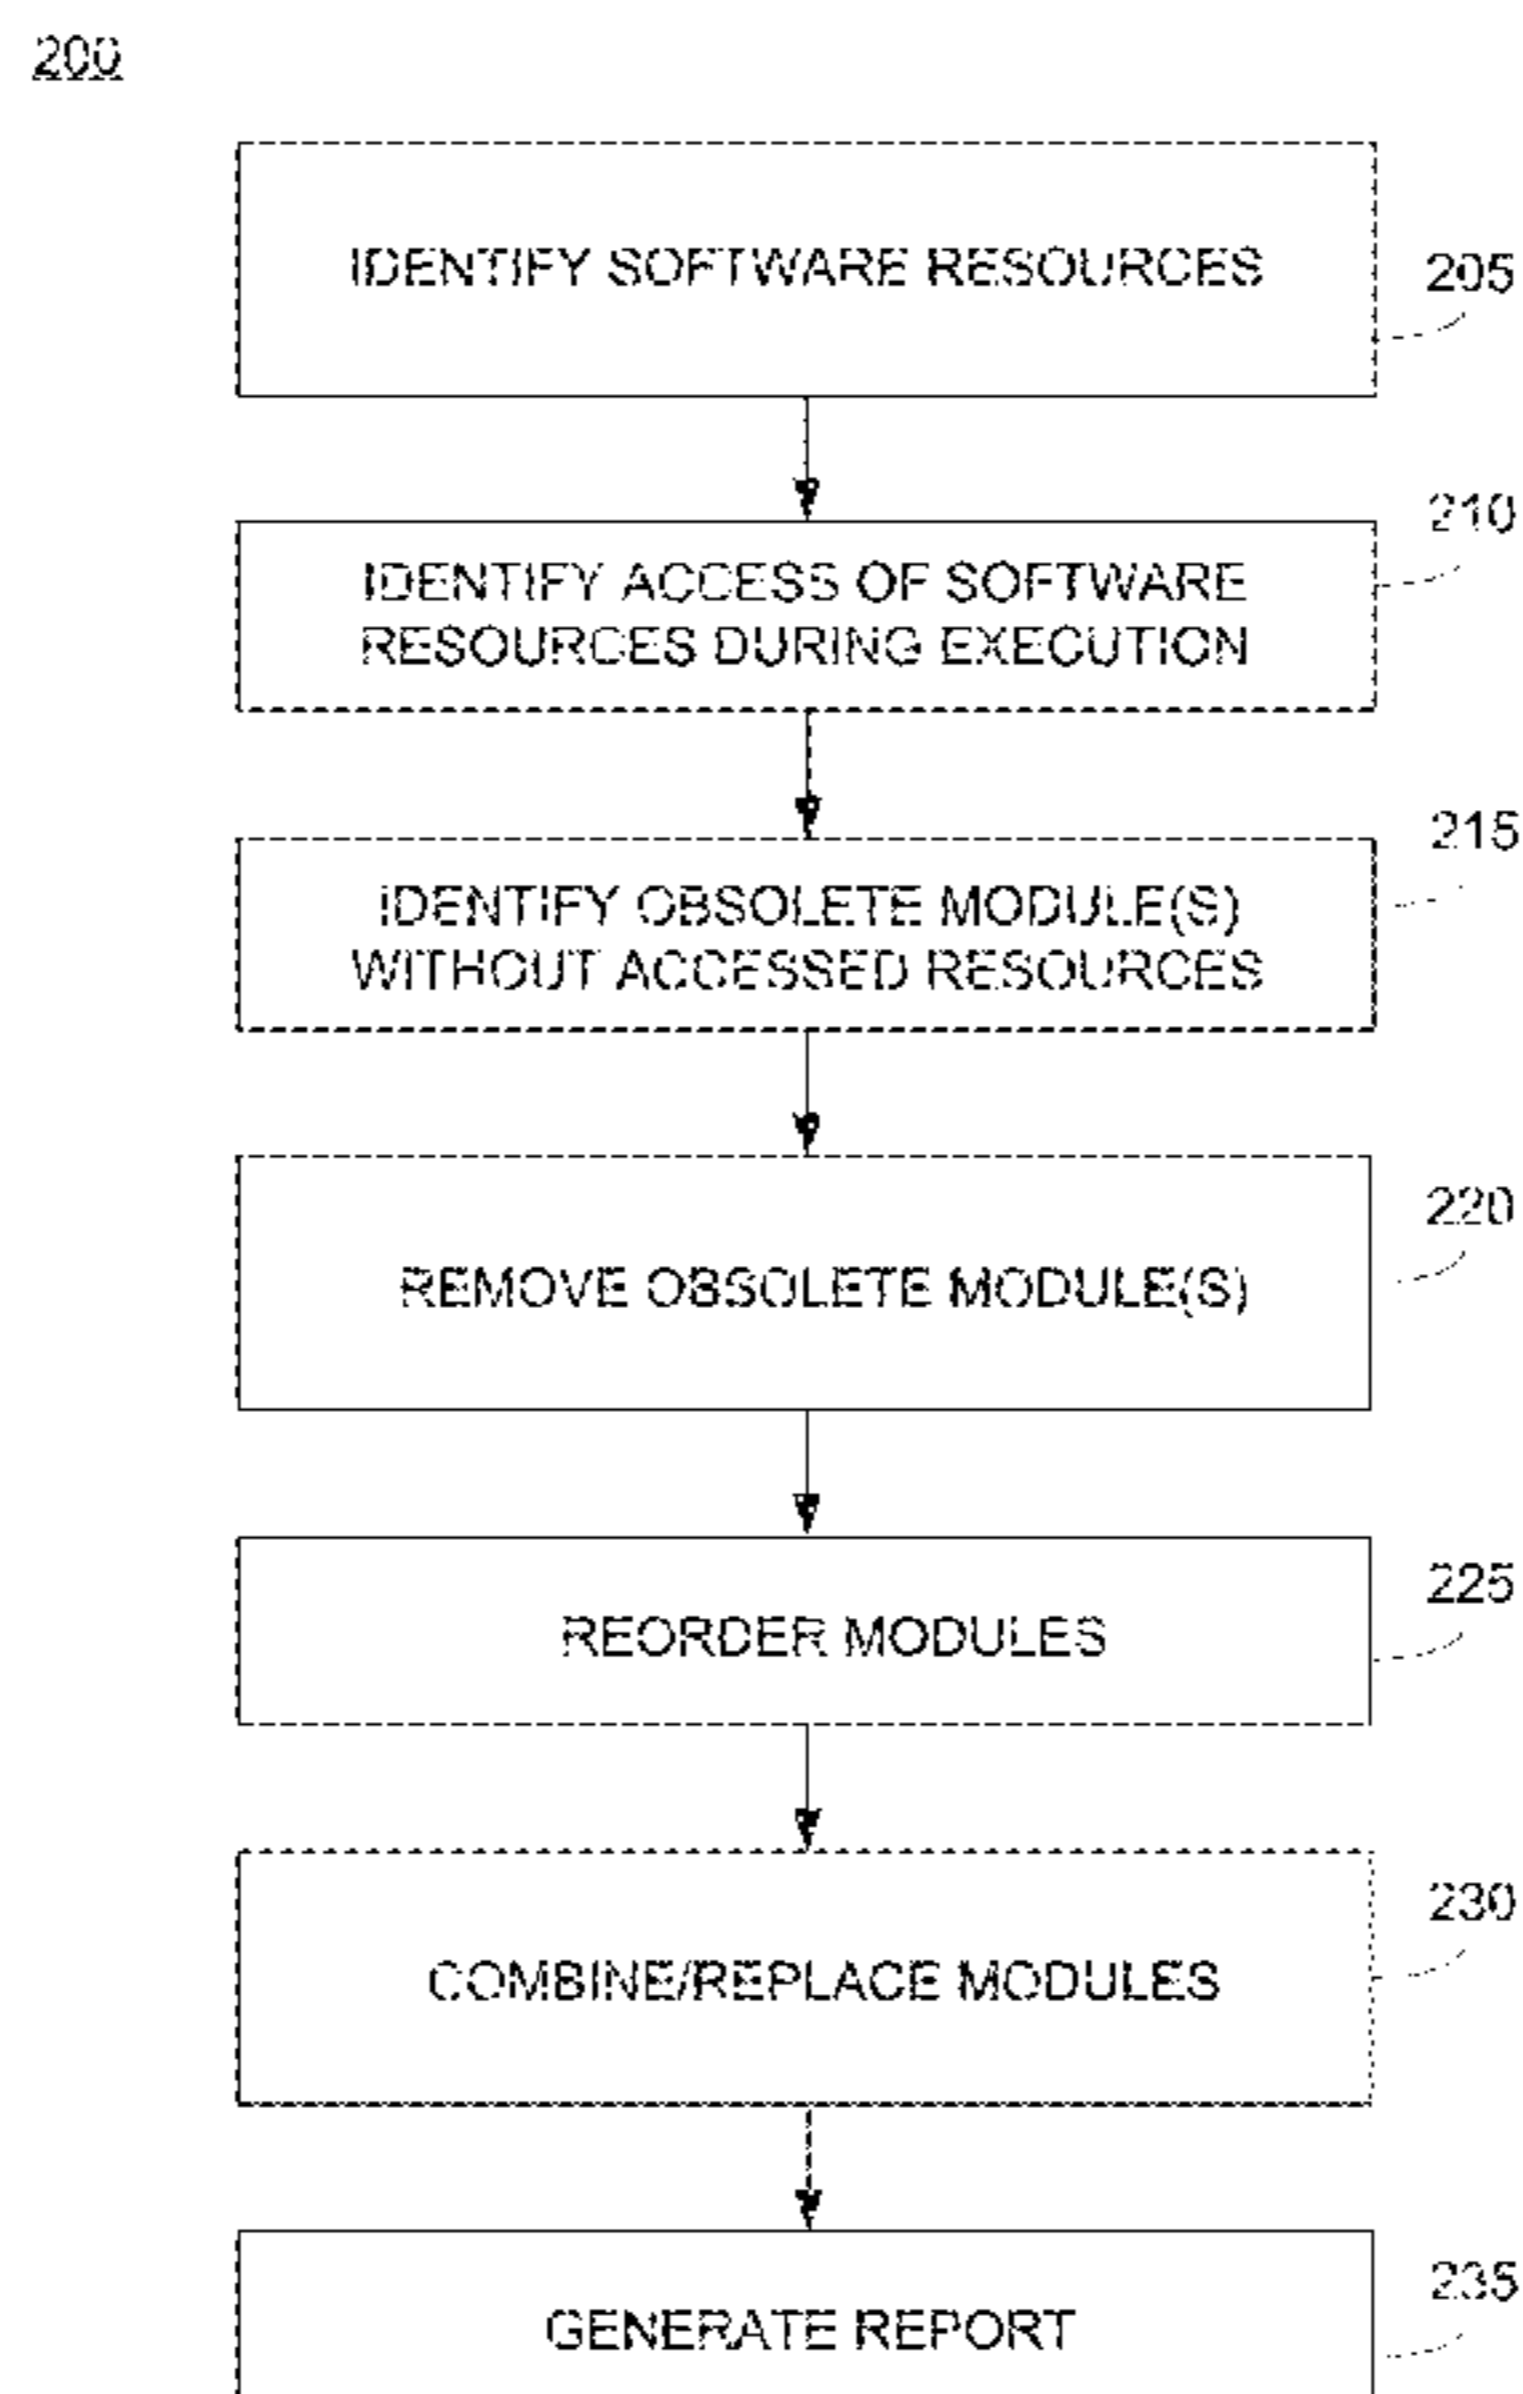 200
IDENTIFY SOFTWARE RESOURCES
205
210
IDENTIFY ACCESS OF SOFTWARE
RESOURCES DURING EXECUTION
215
IDENTIFY OBSOLETE MODULE(S)
WITHOUT ACCESSED RESOURCES
220
REMOVE OBSOLETE MODULE(S)
225
REORDER MODULES
230
COMBINE/REPLACE MODULES
235
GENERATE REPORT